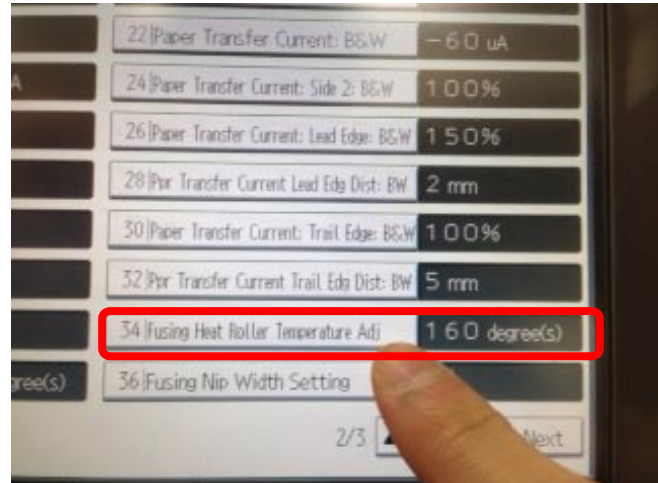 22 Paper Transfer Current: B&W -60 uA
A 24 Paper Transfer Current: Side 2: B&W 100%
26 Paper Transfer Current: Lead Edge: B&W 150%
28 Ppr Transfer Current Lead Edg Dist: BW 2 mm
30 Paper Transfer Current: Trail Edge: B&W 100%
32 Ppr Transfer Current Trail Edg Dist: BW 5 mm
34 Fusing Heat Roller Temperature Adj 160 degree(s)
gree(s) 36 Fusing Nip Width Setting
2/3 Next